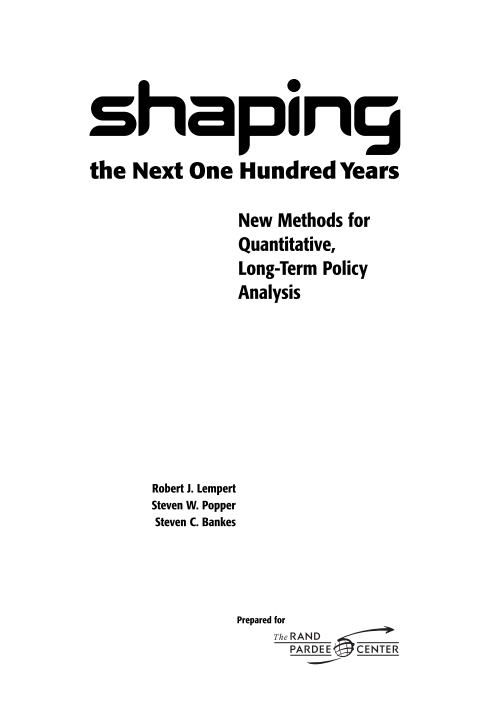 shaping
the Next One Hundred Years
New Methods for
Quantitative,
Long-Term Policy
Analysis
Robert J. Lempert
Steven W. Popper
Steven C. Bankes
Prepared for
The RAND
PARDEE CENTER